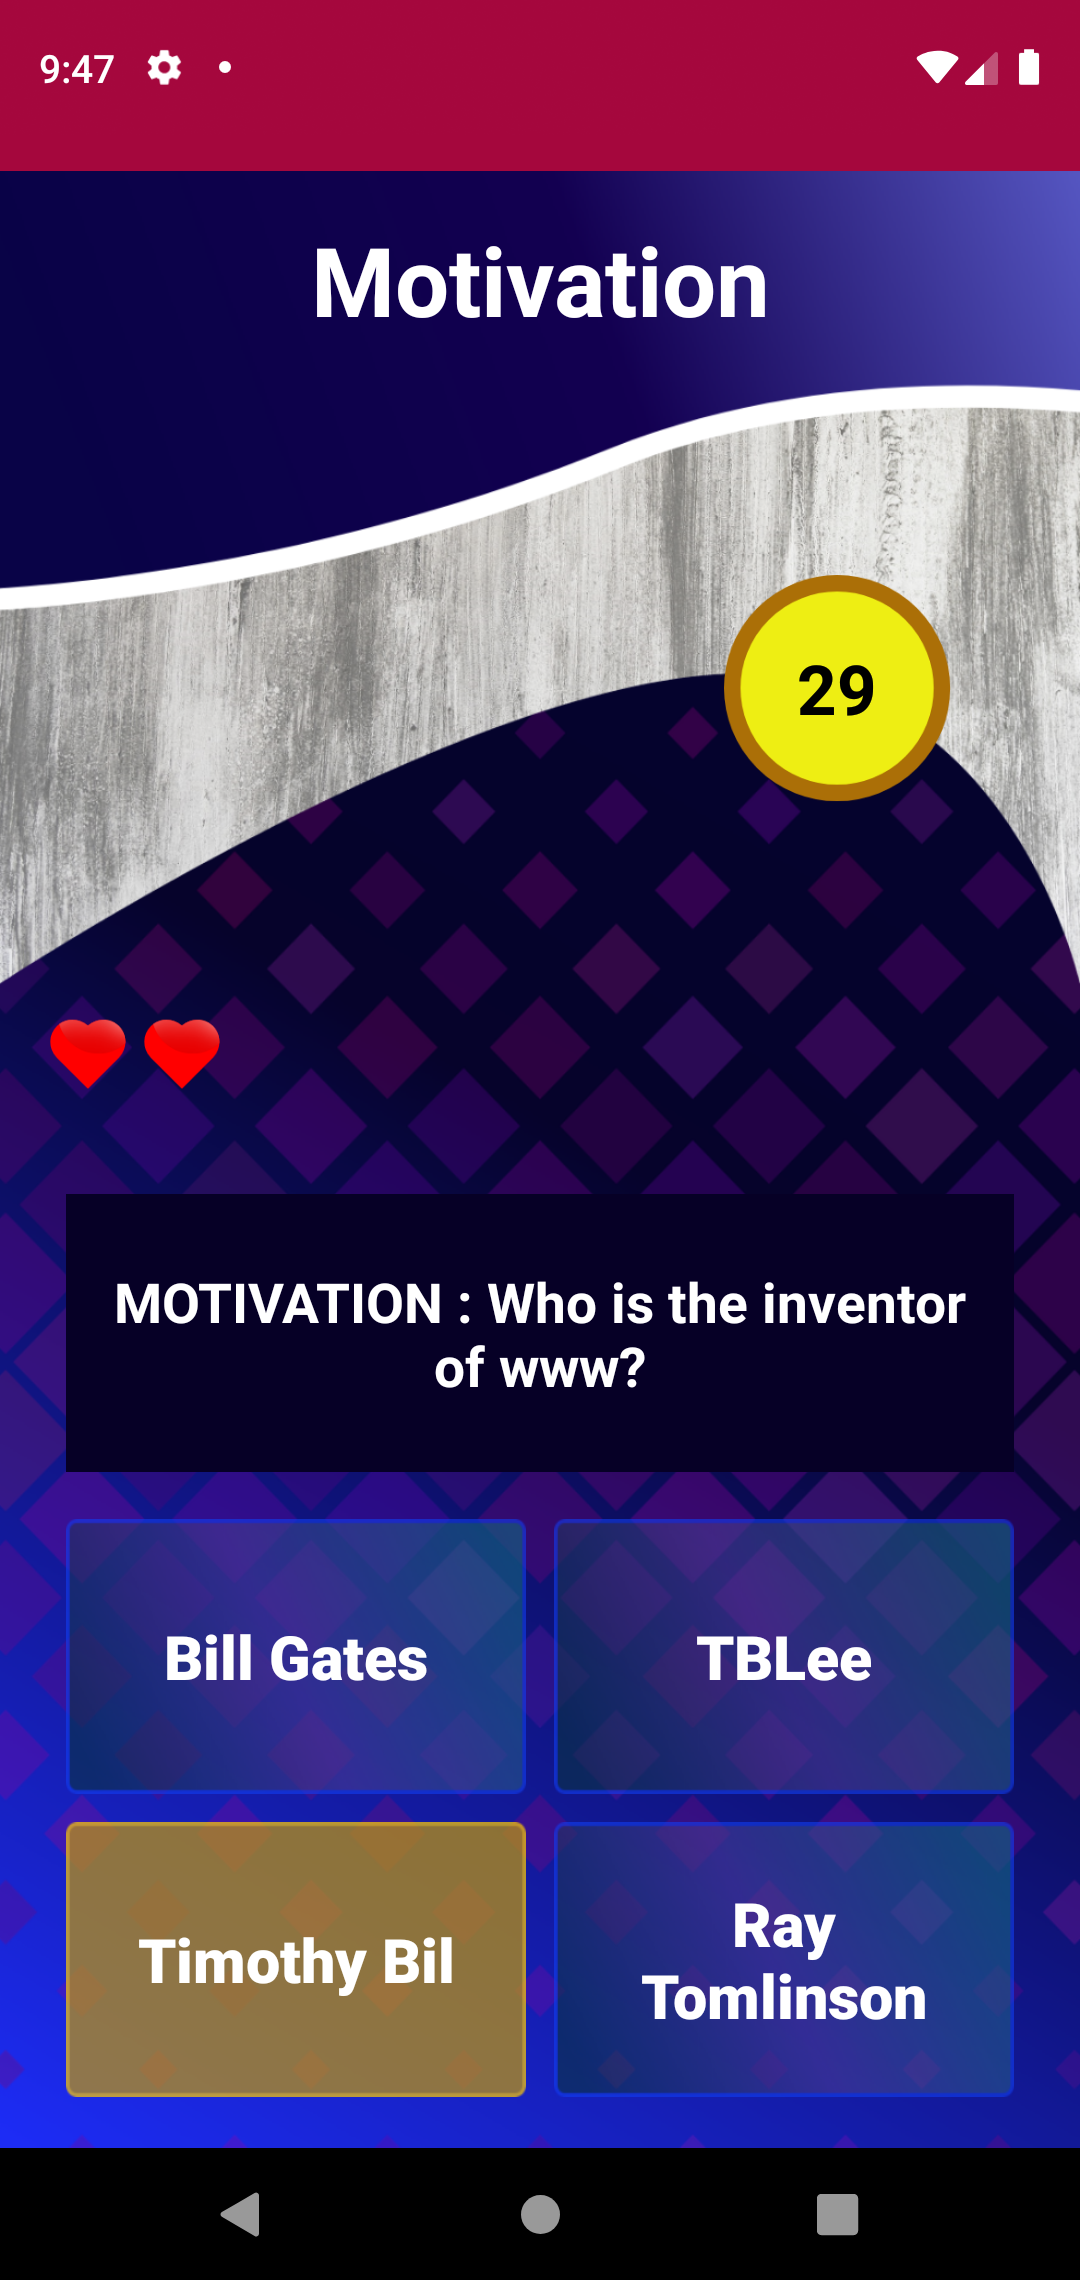 9:47
Motivation
29
MOTIVATION : Who is the inventor
of www?
Bill Gates
TBLee
Timothy Bil
Ray
Tomlinson